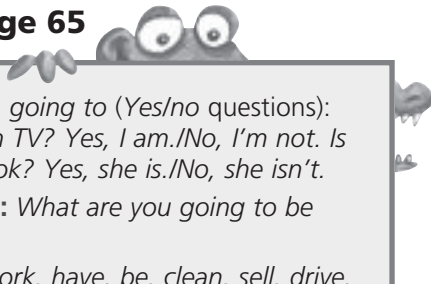 ge 65
going to (Yes/no questions):
TV? Yes, I am./No, I'm not. Is
ok? Yes, she is./No, she isn't.
: What are you going to be
ork, have, be, clean, sell, drive,